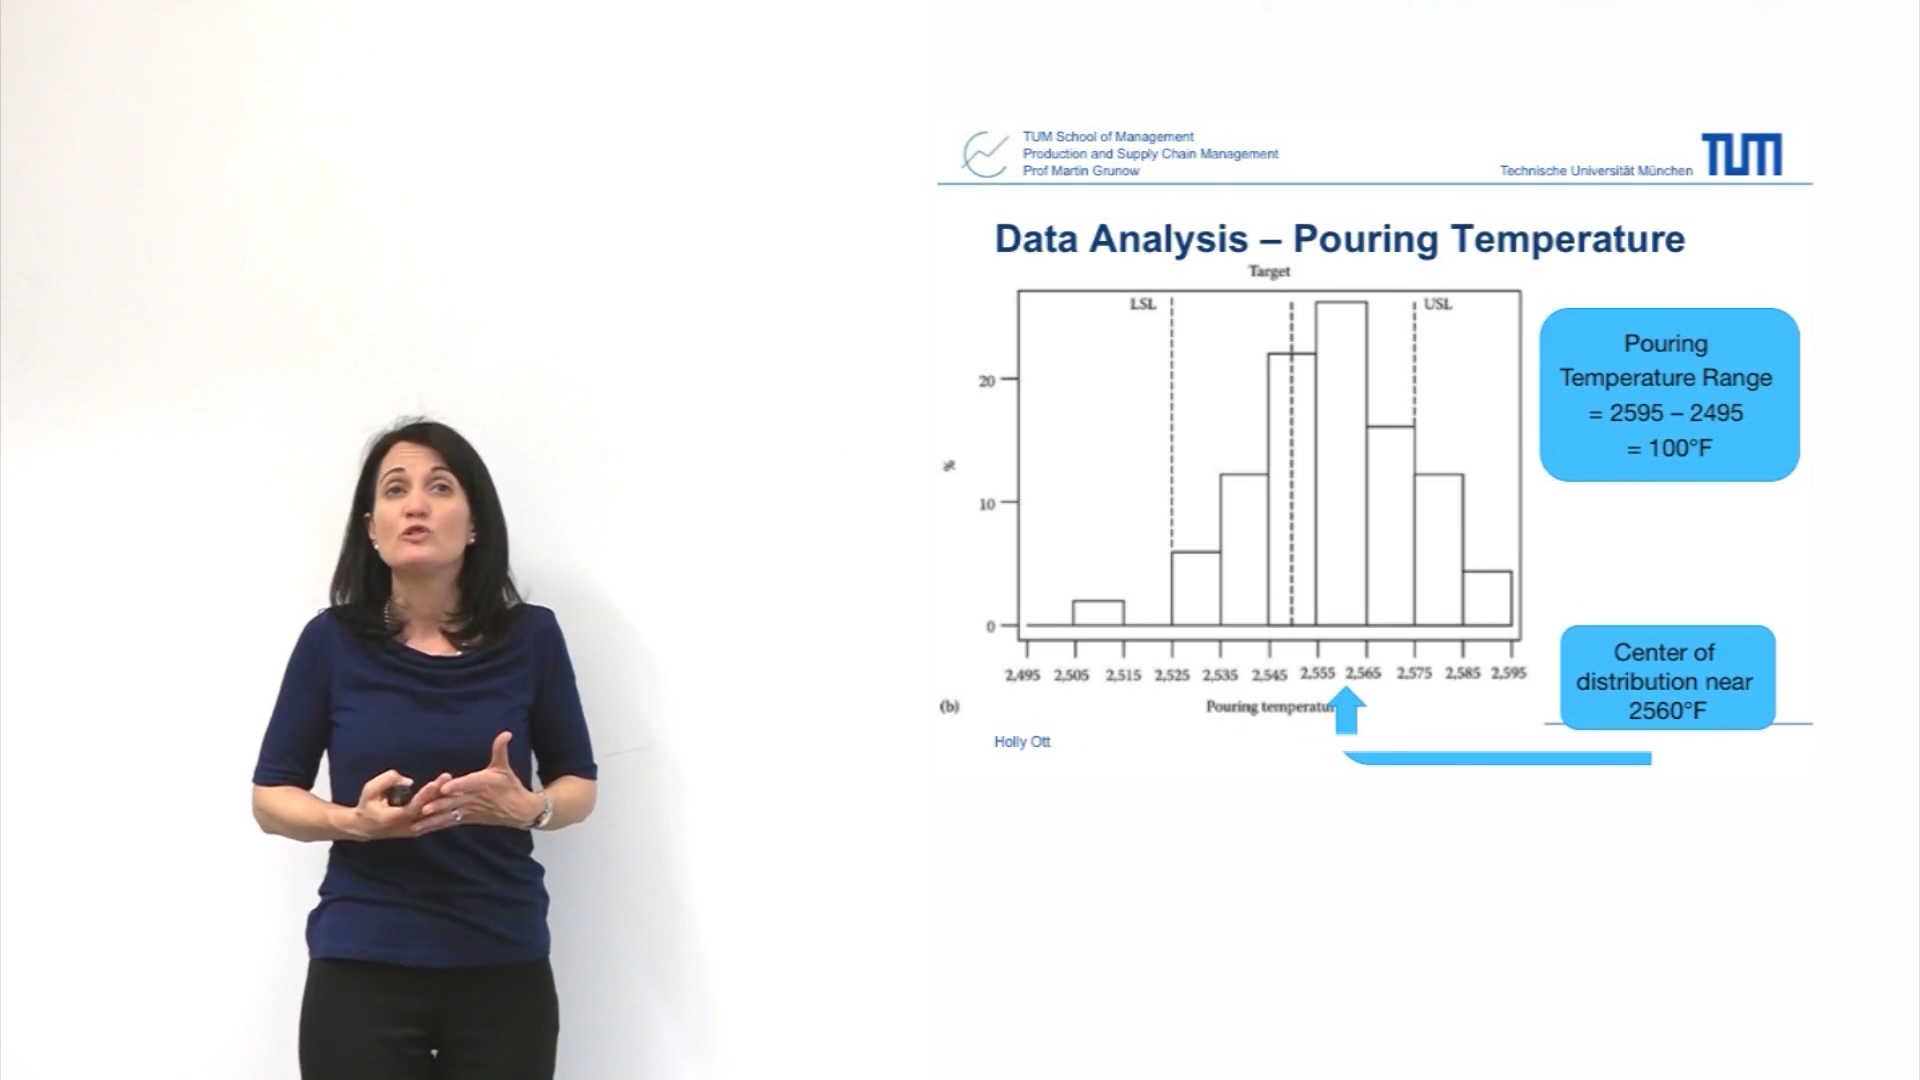 TUM School of Management
Production and Supply Chain Management
Prof Martin Grunow
Technische Universität München
TUM
Data Analysis – Pouring Temperature
Target
LSL
USL
20
10
0
%
2,495 2,505 2,515 2,525 2,535 2,545 2,555 2,565 2,575 2,585 2,595
(b)
Pouring
Pouring
Temperature Range
= 2595 – 2495
= 100°F
Center of
distribution near
2560°F
Holly Ott